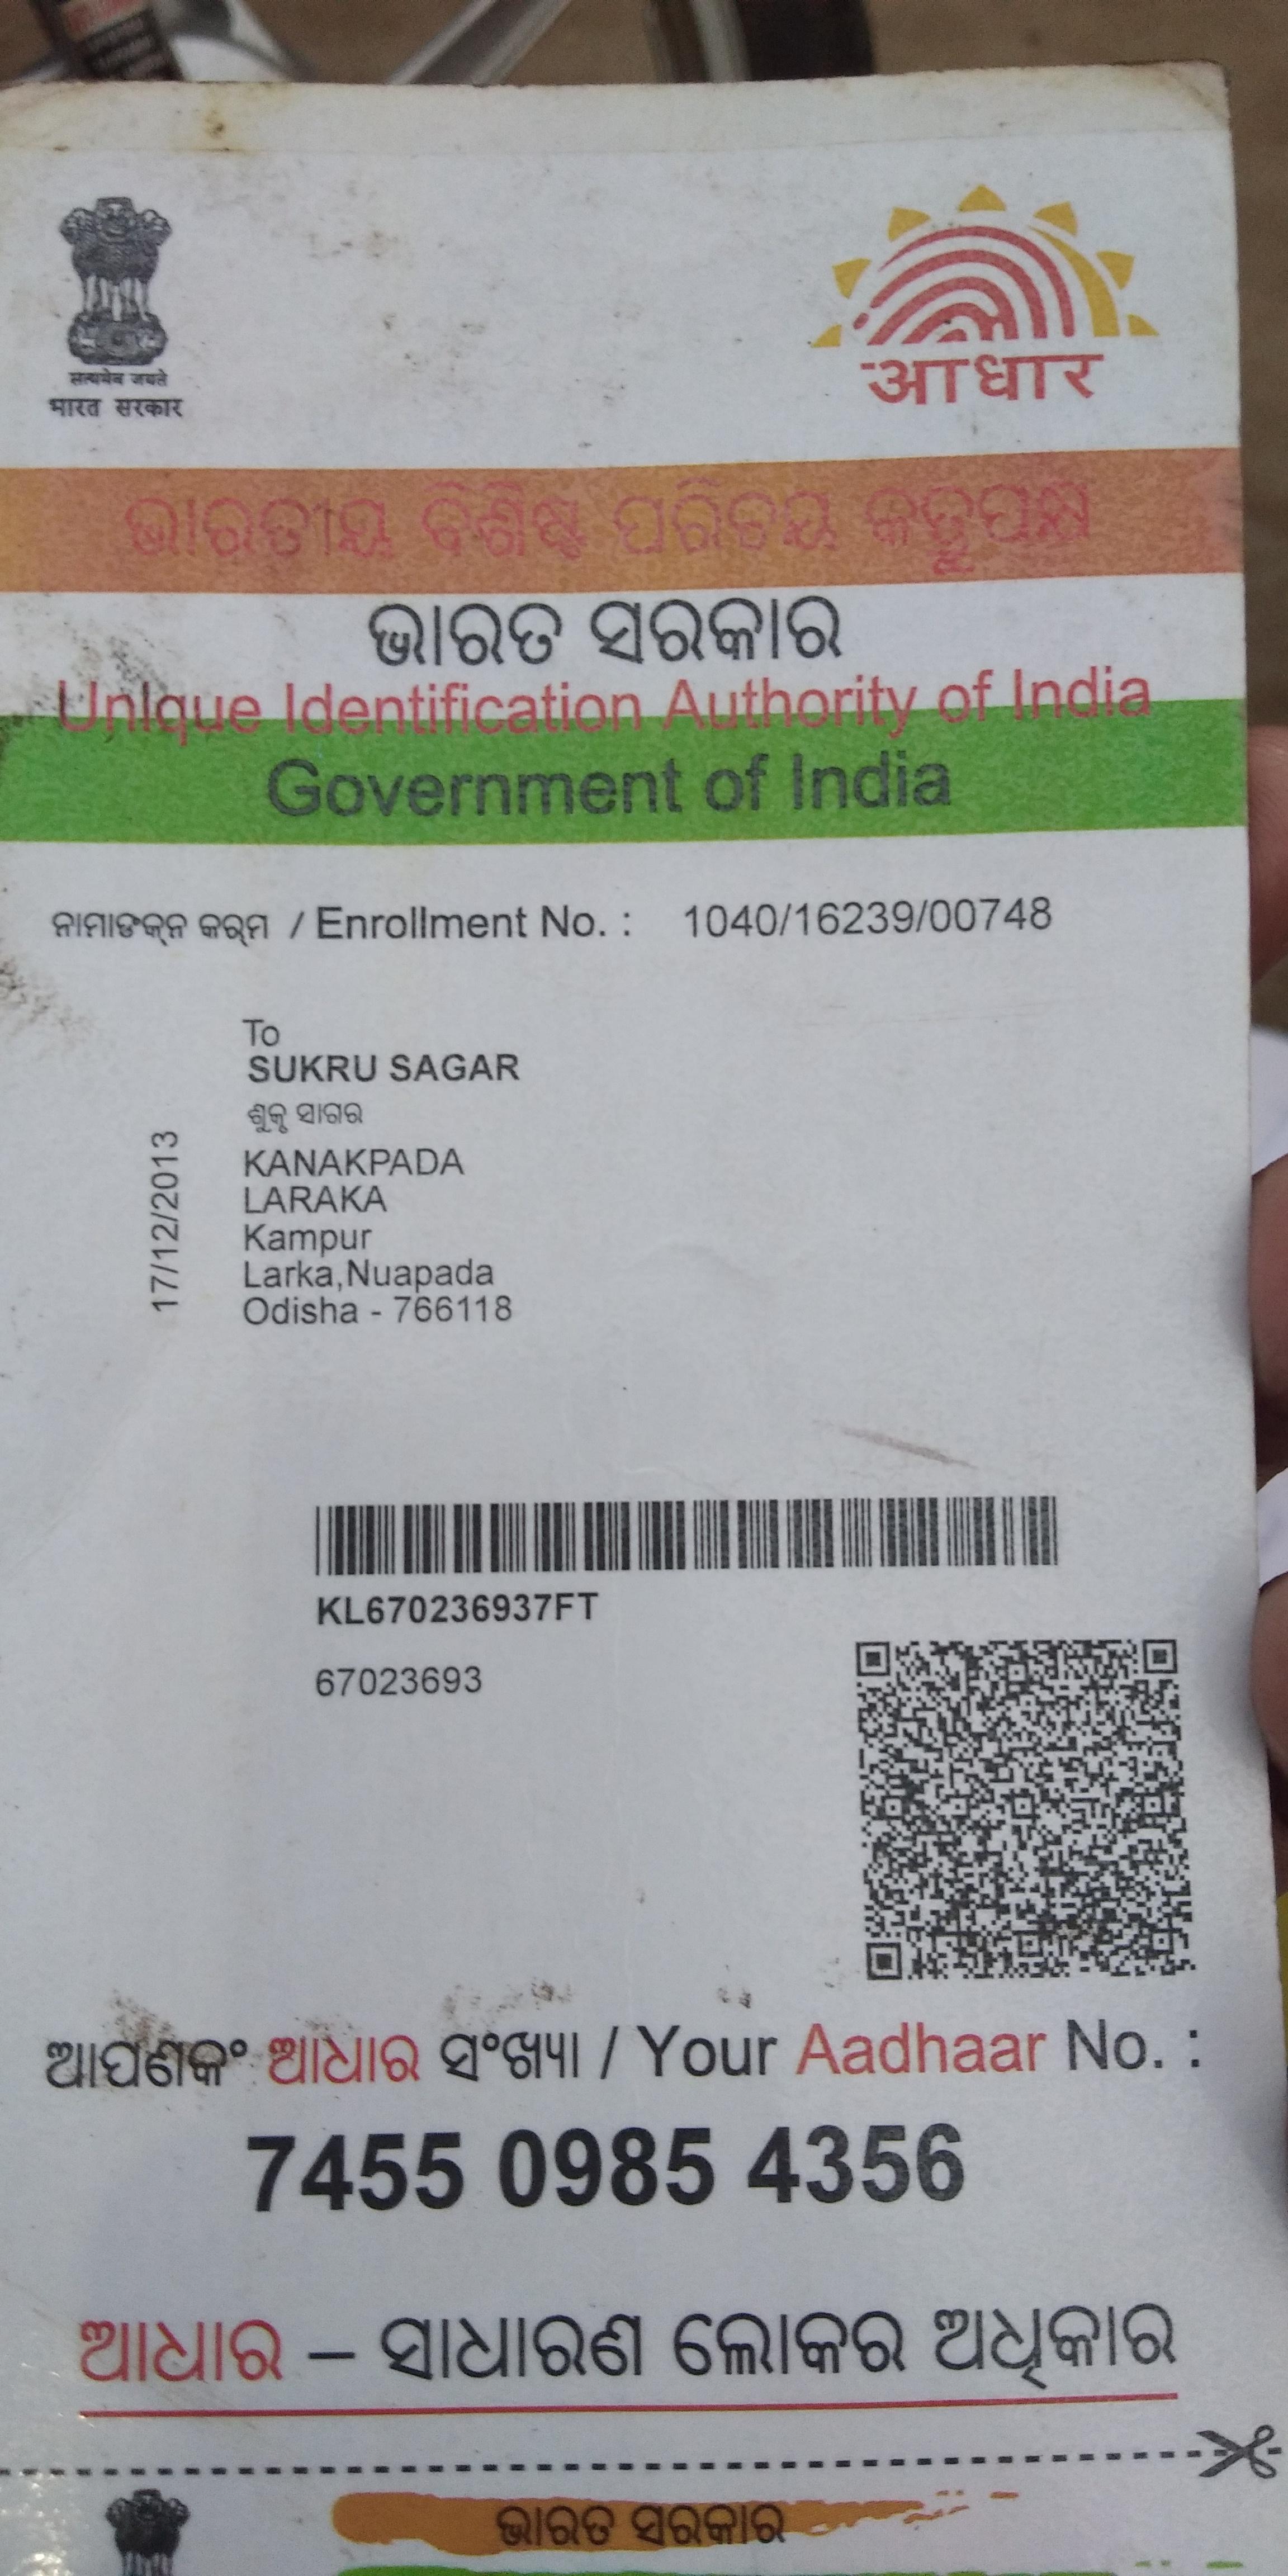 सत्यमेव जयते
भारत सरकार
आधार
ଭାରତୀୟ ବିଶିଷ୍ଟ ପରିଚୟ କର୍ତ୍ତୃପକ୍ଷ
ଭାରତ ସରକାର
Unique Identification Authority of India
Government of India
ନାମାଙ୍କନ କ୍ରମ / Enrollment No. : 1040/16239/00748
To
SUKRU SAGAR
ଶୁକ୍ରୁ ସାଗର
KANAKPADA
LARAKA
Kampur
Larka,Nuapada
Odisha - 766118
17/12/2013
KL670236937FT
67023693
ଆପଣକଂ ଆଧାର ସଂଖ୍ୟା / Your Aadhaar No. :
7455 0985 4356
ଆଧାର – ସାଧାରଣ ଲୋକର ଅଧିକାର
ଭାରତ ସରକାର